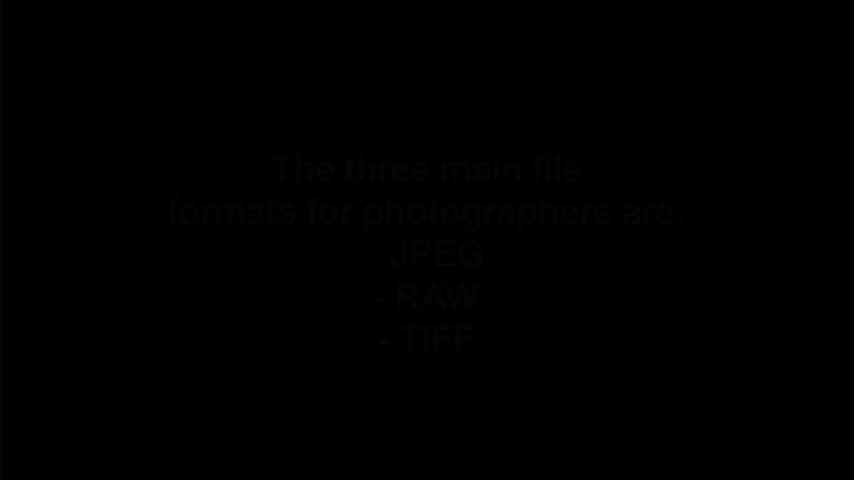 The three main file
formats for photographers are:
- JPEG
- RAW
- TIFF